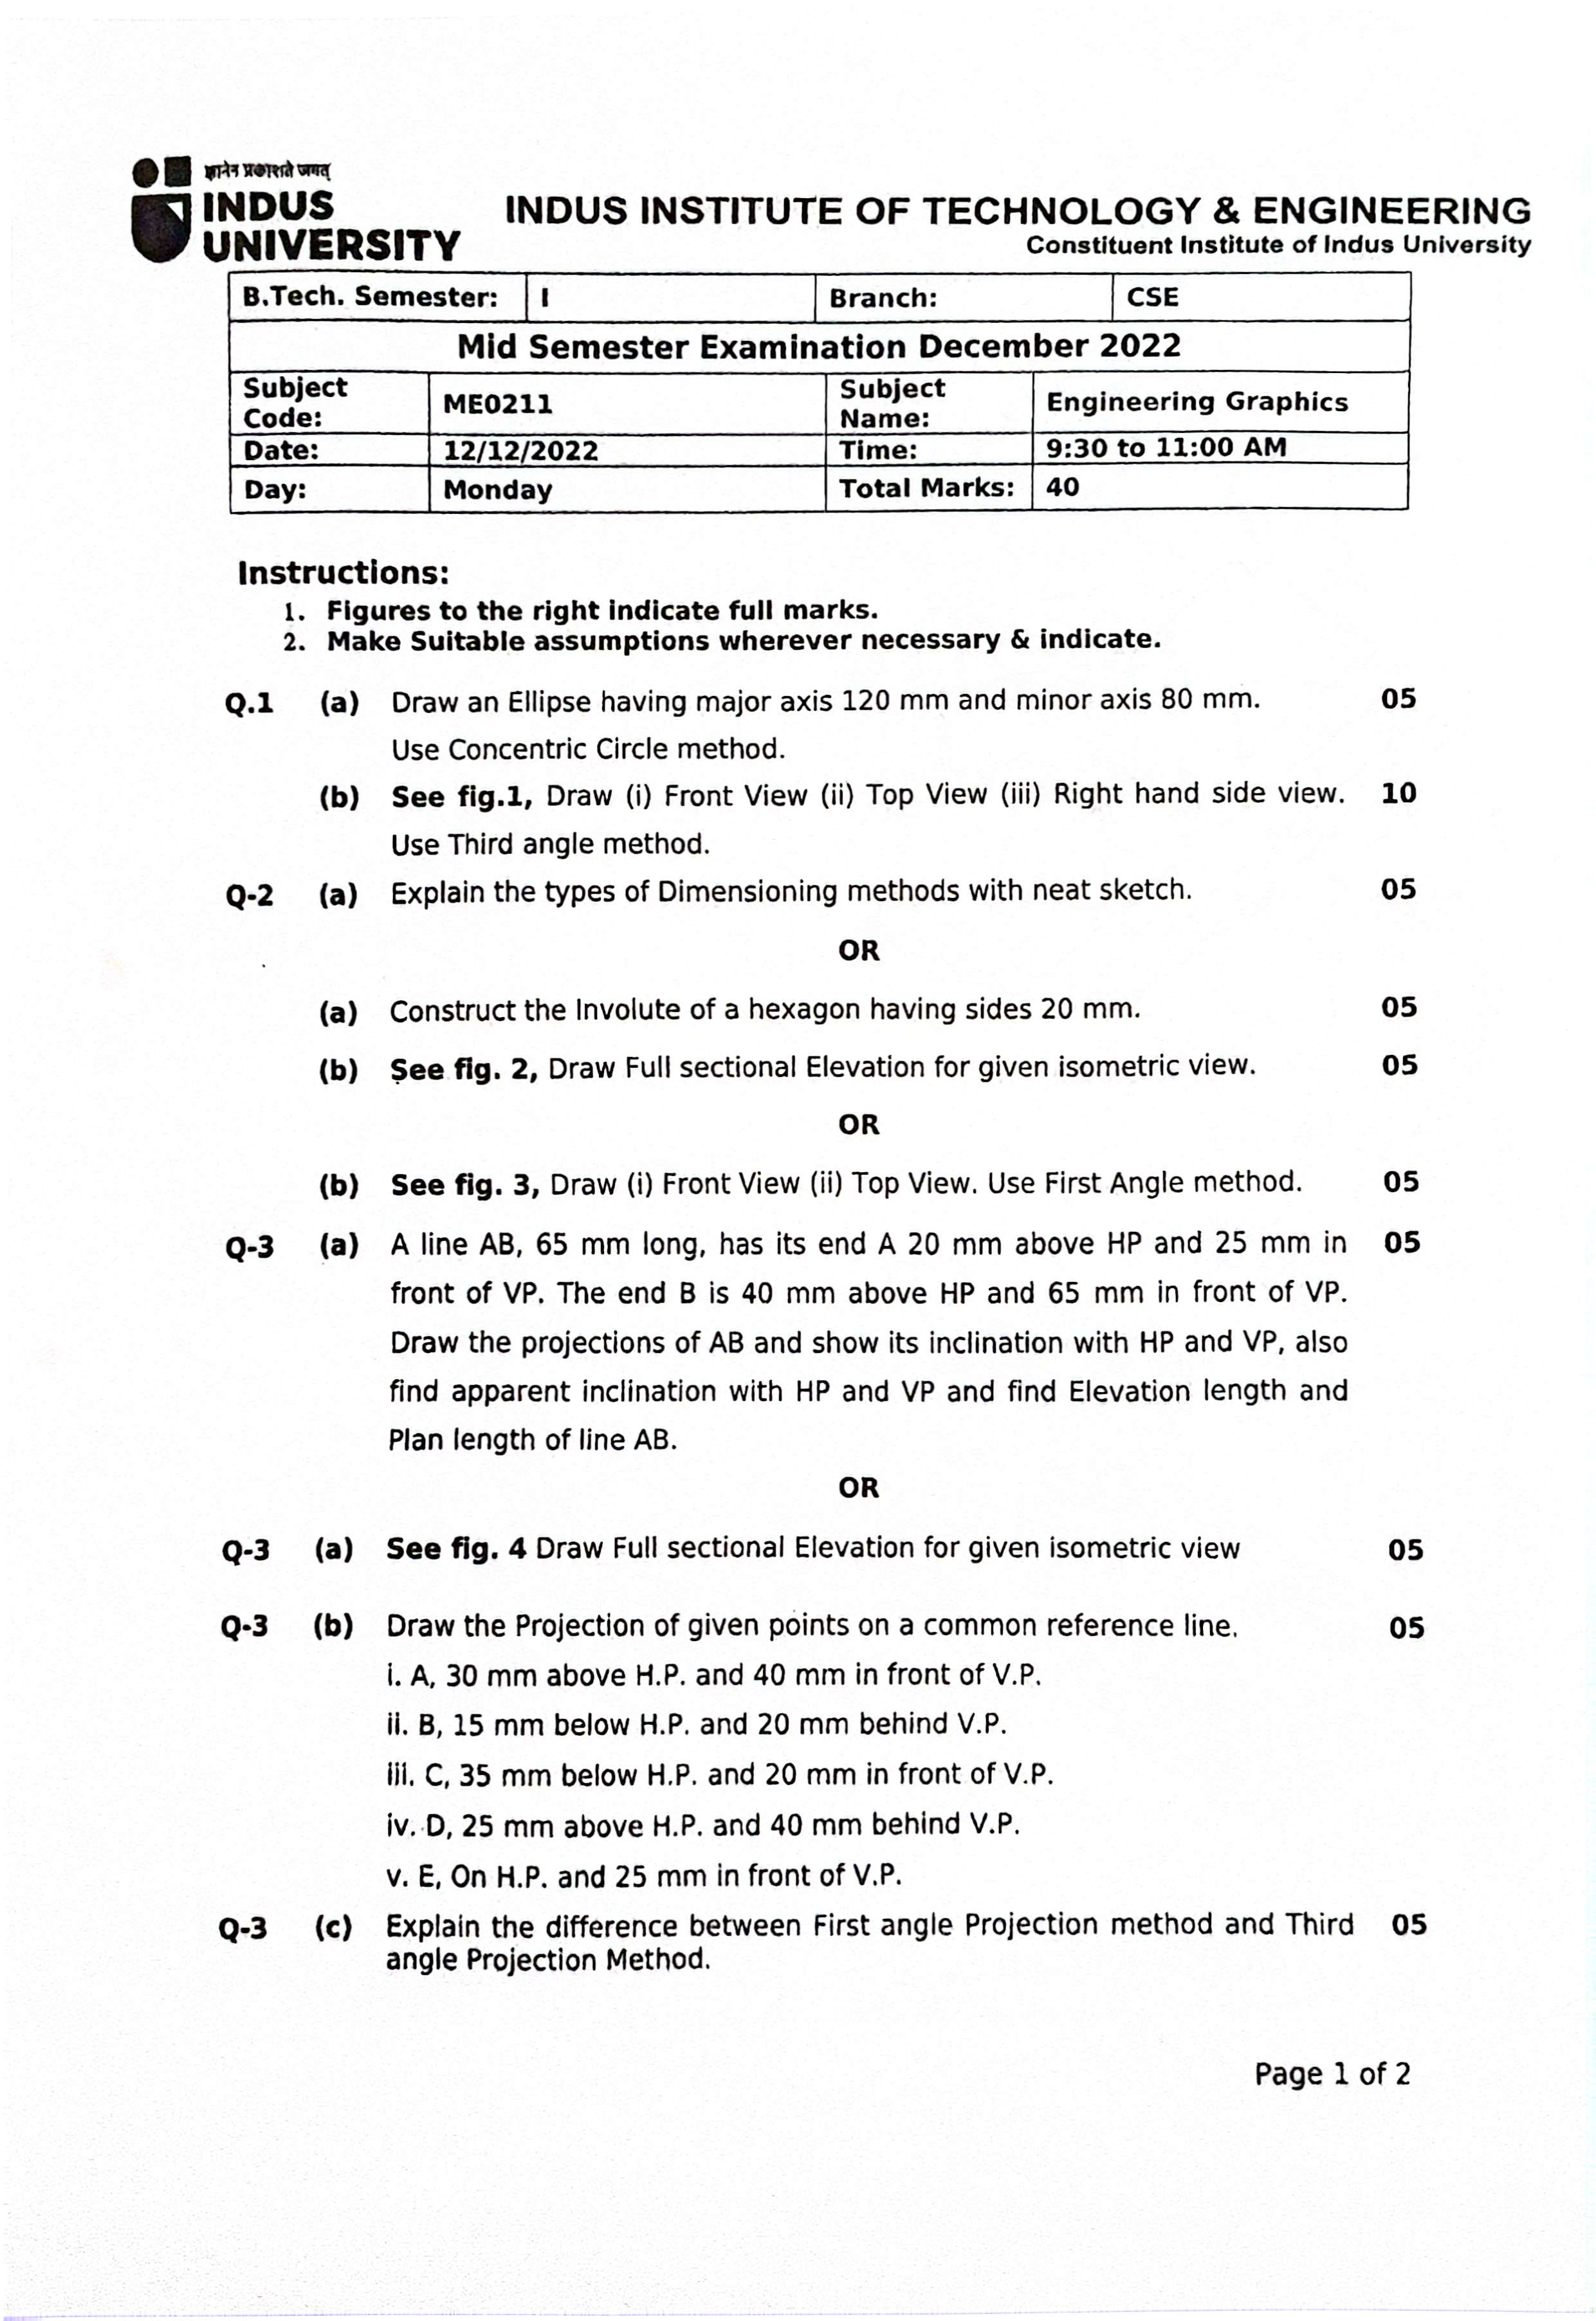 ज्ञानेन प्रकाशते जगत्
INDUS
UNIVERSITY
INDUS INSTITUTE OF TECHNOLOGY & ENGINEERING
Constituent Institute of Indus University
B.Tech. Semester: I Branch: CSE
Mid Semester Examination December 2022
Subject Code: ME0211 Subject Name: Engineering Graphics
Date: 12/12/2022 Time: 9:30 to 11:00 AM
Day: Monday Total Marks: 40
Instructions:
1. Figures to the right indicate full marks.
2. Make Suitable assumptions wherever necessary & indicate.
Q.1 (a) Draw an Ellipse having major axis 120 mm and minor axis 80 mm. 05
Use Concentric Circle method.
(b) See fig.1, Draw (i) Front View (ii) Top View (iii) Right hand side view. 10
Use Third angle method.
Q-2 (a) Explain the types of Dimensioning methods with neat sketch. 05
OR
(a) Construct the Involute of a hexagon having sides 20 mm. 05
(b) See fig. 2, Draw Full sectional Elevation for given isometric view. 05
OR
(b) See fig. 3, Draw (i) Front View (ii) Top View. Use First Angle method. 05
Q-3 (a) A line AB, 65 mm long, has its end A 20 mm above HP and 25 mm in 05
front of VP. The end B is 40 mm above HP and 65 mm in front of VP.
Draw the projections of AB and show its inclination with HP and VP, also
find apparent inclination with HP and VP and find Elevation length and
Plan length of line AB.
OR
Q-3 (a) See fig. 4 Draw Full sectional Elevation for given isometric view 05
Q-3 (b) Draw the Projection of given points on a common reference line. 05
i. A, 30 mm above H.P. and 40 mm in front of V.P.
ii. B, 15 mm below H.P. and 20 mm behind V.P.
iii. C, 35 mm below H.P. and 20 mm in front of V.P.
iv. D, 25 mm above H.P. and 40 mm behind V.P.
v. E, On H.P. and 25 mm in front of V.P.
Q-3 (c) Explain the difference between First angle Projection method and Third 05
angle Projection Method.
Page 1 of 2